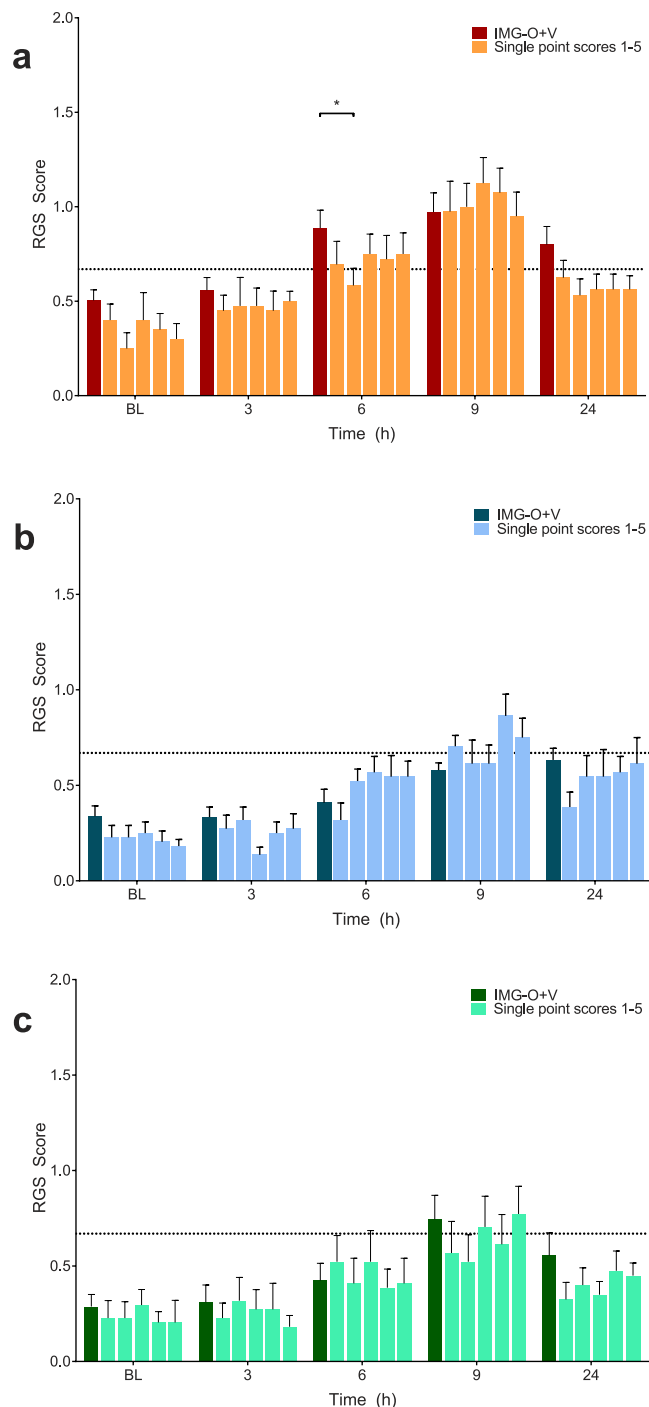 a
IMG-O+V
Single point scores 1-5
2.0
1.5
1.0
0.5
0.0
RGS Score
*
BL 3 6 9 24
Time (h)
b
IMG-O+V
Single point scores 1-5
2.0
1.5
1.0
0.5
0.0
RGS Score
BL 3 6 9 24
Time (h)
c
IMG-O+V
Single point scores 1-5
2.0
1.5
1.0
0.5
0.0
RGS Score
BL 3 6 9 24
Time (h)